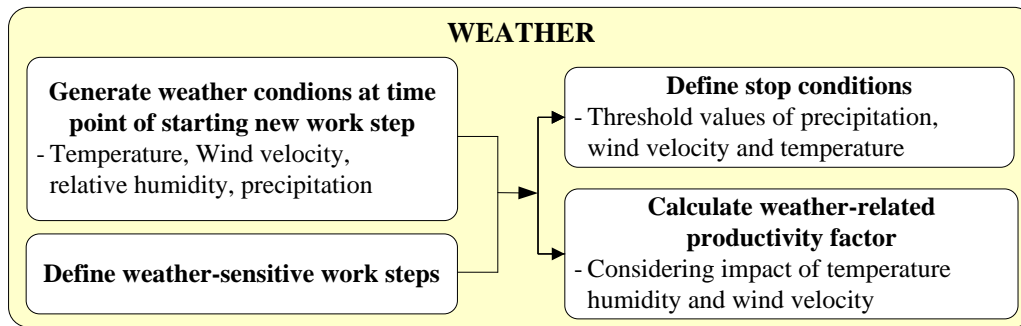 WEATHER
Generate weather condions at time
point of starting new work step
- Temperature, Wind velocity,
relative humidity, precipitation
Define weather-sensitive work steps
Define stop conditions
- Threshold values of precipitation,
wind velocity and temperature
Calculate weather-related
productivity factor
- Considering impact of temperature
humidity and wind velocity